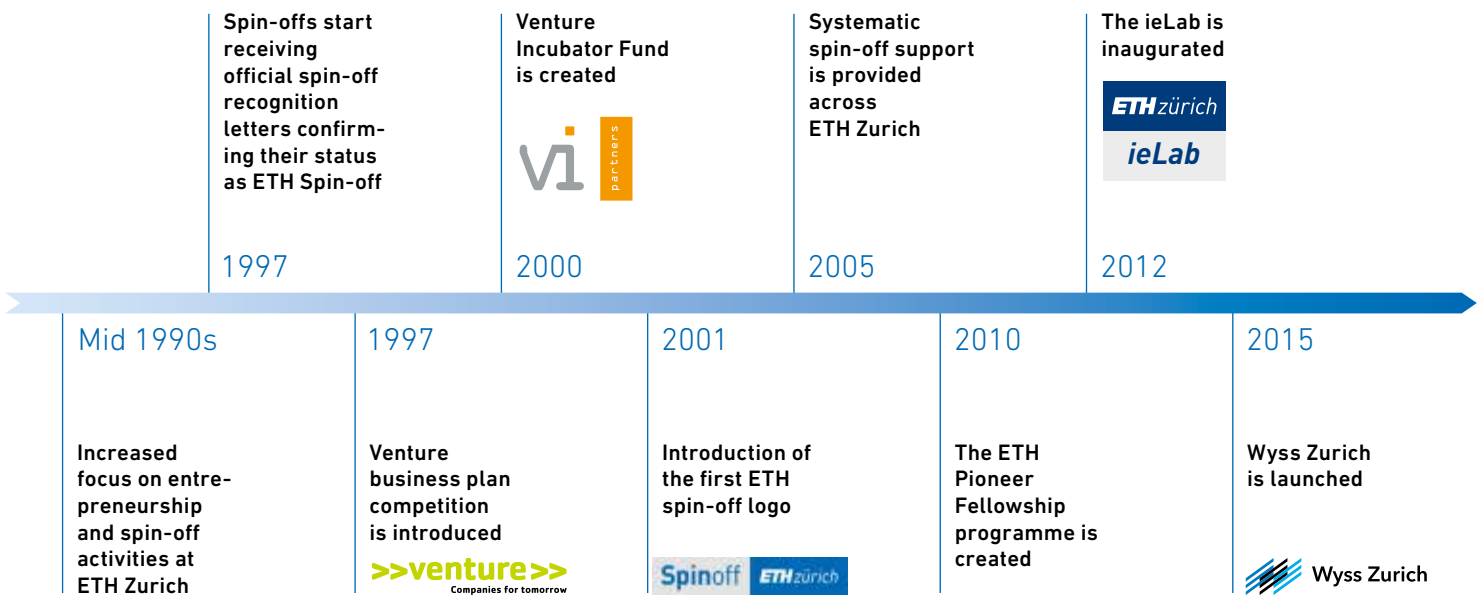 Spin-offs start
receiving
official spin-off
recognition
letters confirm-
ing their status
as ETH Spin-off
1997
Venture
Incubator Fund
is created
vi
partners
2000
Systematic
spin-off support
is provided
across
ETH Zurich
2005
The ieLab is
inaugurated
ETH zürich
ieLab
2012
Mid 1990s
Increased
focus on entre-
preneurship
and spin-off
activities at
ETH Zurich
1997
Venture
business plan
competition
is introduced
>>venture>>
Companies for tomorrow
2001
Introduction of
the first ETH
spin-off logo
Spinoff ETH zürich
2010
The ETH
Pioneer
Fellowship
programme is
created
2015
Wyss Zurich
is launched
Wyss Zurich